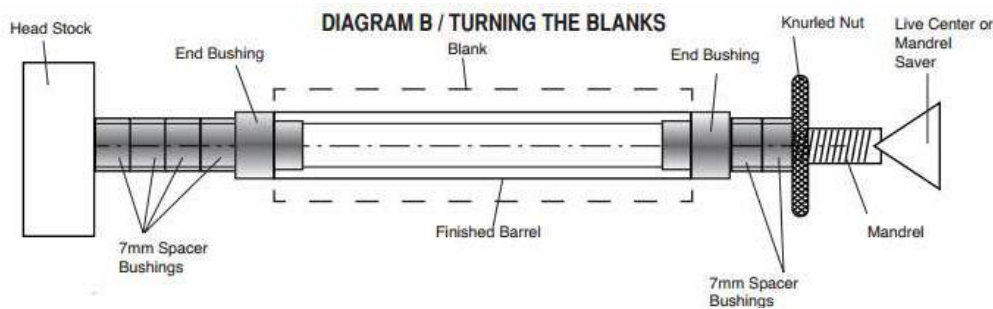 DIAGRAM B / TURNING THE BLANKS
Head Stock
End Bushing
Blank
End Bushing
Knurled Nut
Live Center or
Mandrel
Saver
7mm Spacer
Bushings
Finished Barrel
7mm Spacer
Bushings
Mandrel